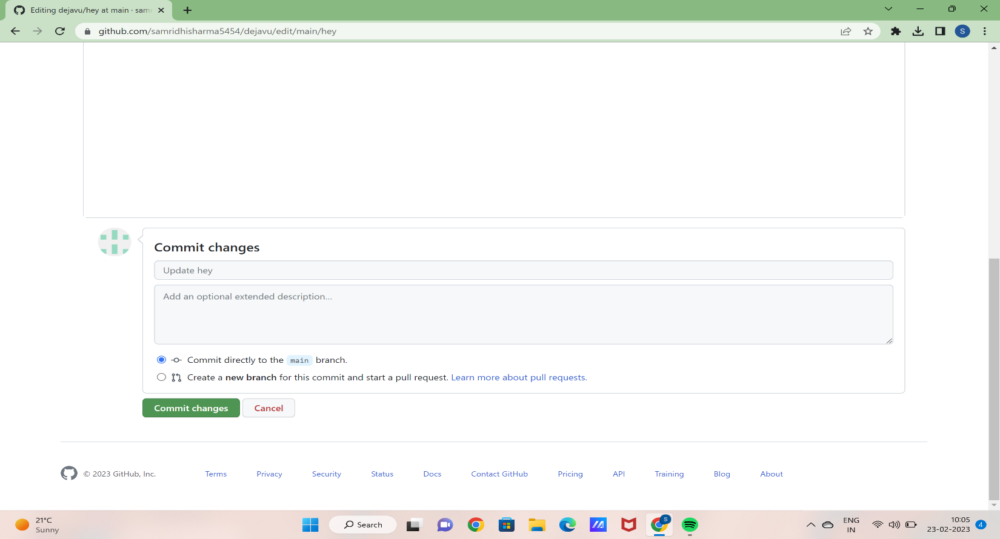 Editing dejavu/hey at main · sam
github.com/samridhisharma5454/dejavu/edit/main/hey
S
Commit changes
Update hey
Add an optional extended description...
Commit directly to the main branch.
Create a new branch for this commit and start a pull request. Learn more about pull requests.
Commit changes
Cancel
© 2023 GitHub, Inc.
Terms
Privacy
Security
Status
Docs
Contact GitHub
Pricing
API
Training
Blog
About
21°C
Sunny
Search
S
ENG
IN
10:05
23-02-2023
4